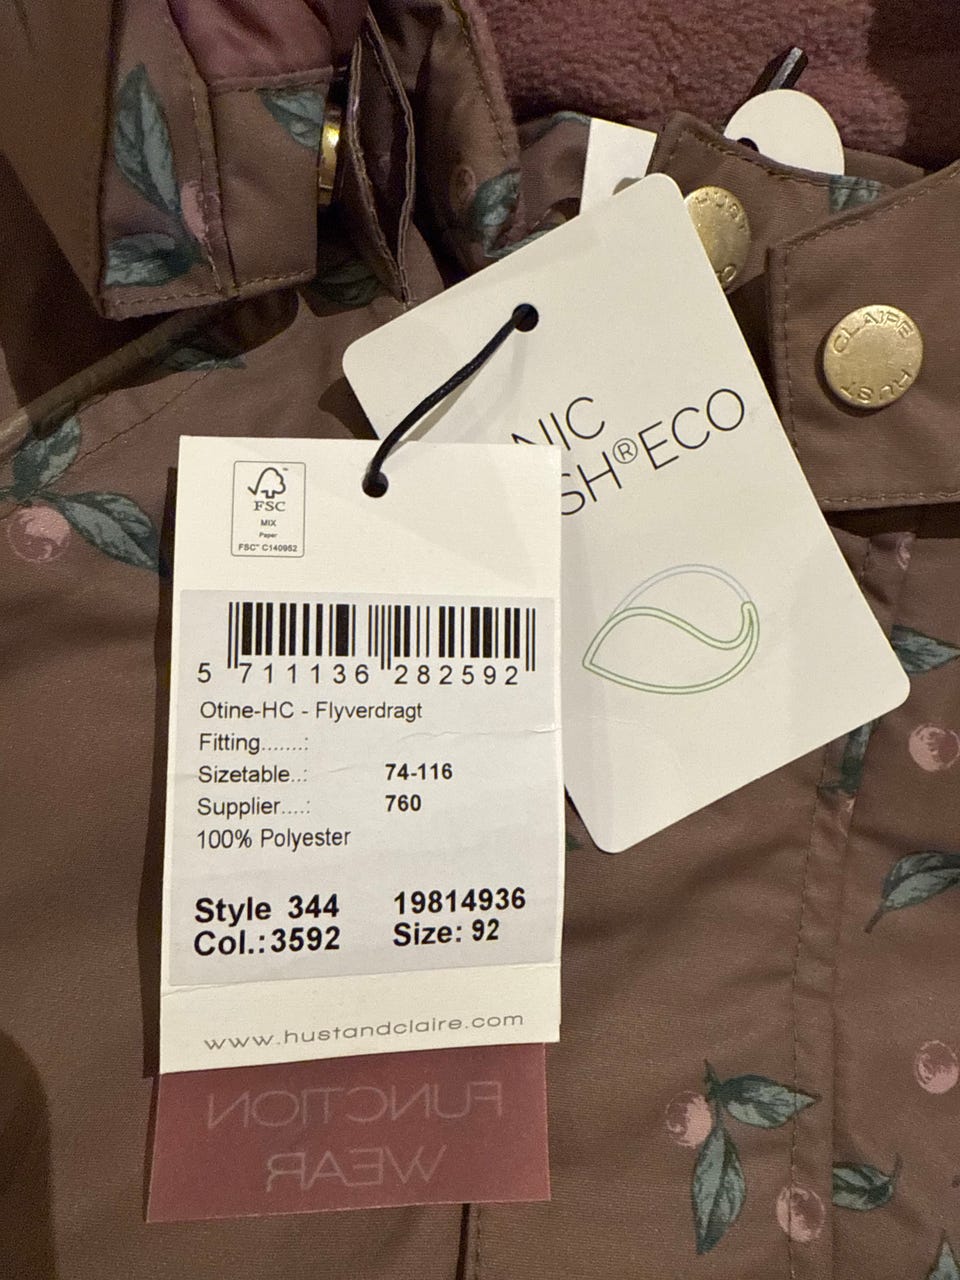 HUST
CLAIRE
HUST
NIC
SH®ECO
FSC
MIX
Paper
FSC™ C140952
5 711136 282592
Otine-HC - Flyverdragt
Fitting.......:
Sizetable..: 74-116
Supplier....: 760
100% Polyester
Style 344 19814936
Col.:3592 Size: 92
www.hustandclaire.com
FUNCTION
WEAR